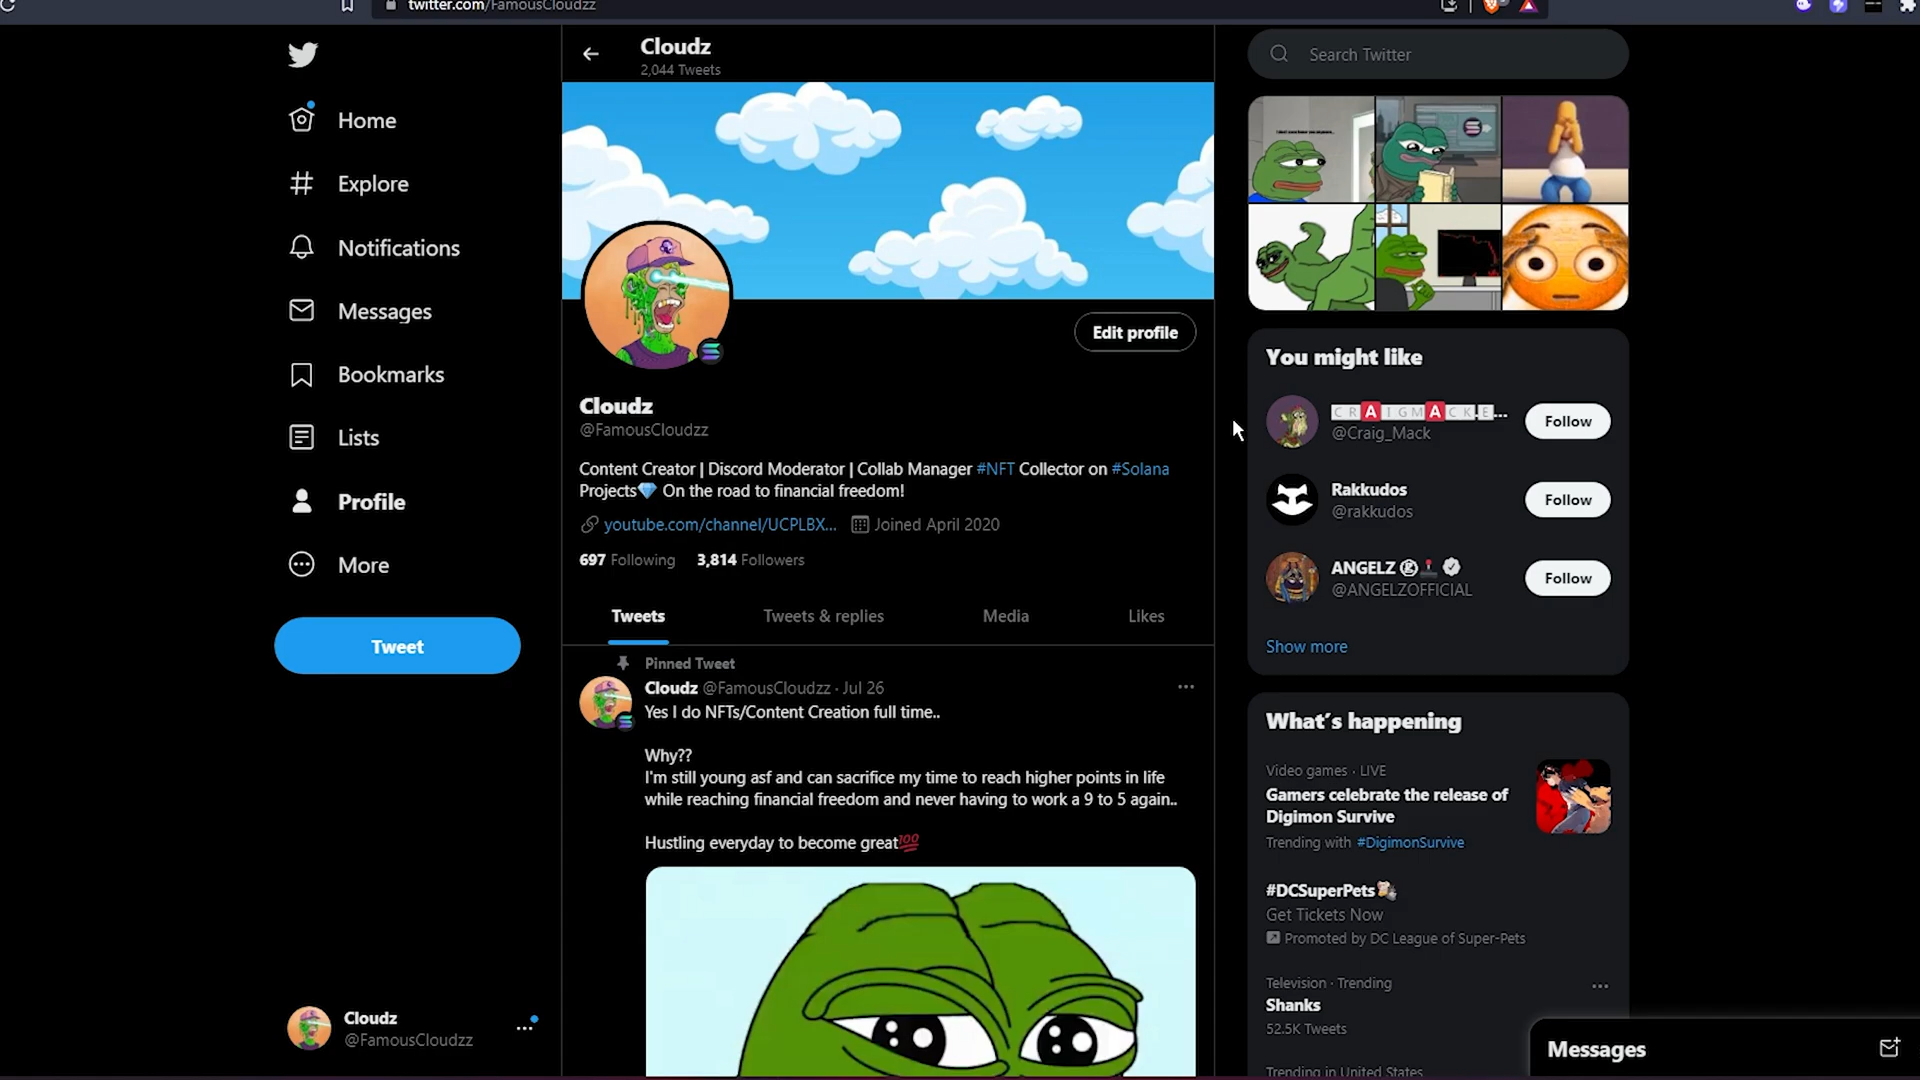 twitter.com/FamousCloudzz
Home
Explore
Notifications
Messages
Bookmarks
Lists
Profile
More
Tweet
Cloudz
@FamousCloudzz
Cloudz
2,044 Tweets
Edit profile
Cloudz
@FamousCloudzz
Content Creator | Discord Moderator | Collab Manager #NFT Collector on #Solana
Projects💎 On the road to financial freedom!
youtube.com/channel/UCPLBX... Joined April 2020
697 Following 3,814 Followers
Tweets Tweets & replies Media Likes
Pinned Tweet
Cloudz @FamousCloudzz · Jul 26
Yes I do NFTs/Content Creation full time..
Why??
I'm still young asf and can sacrifice my time to reach higher points in life
while reaching financial freedom and never having to work a 9 to 5 again..
Hustling everyday to become great💯
Search Twitter
You might like
CR🅰IGM🅰CK.E...
@Craig_Mack
Follow
Rakkudos
@rakkudos
Follow
ANGELZ
@ANGELZOFFICIAL
Follow
Show more
What's happening
Video games · LIVE
Gamers celebrate the release of
Digimon Survive
Trending with #DigimonSurvive
#DCSuperPets
Get Tickets Now
Promoted by DC League of Super-Pets
Television · Trending
Shanks
52.5K Tweets
Trending in United States
Messages